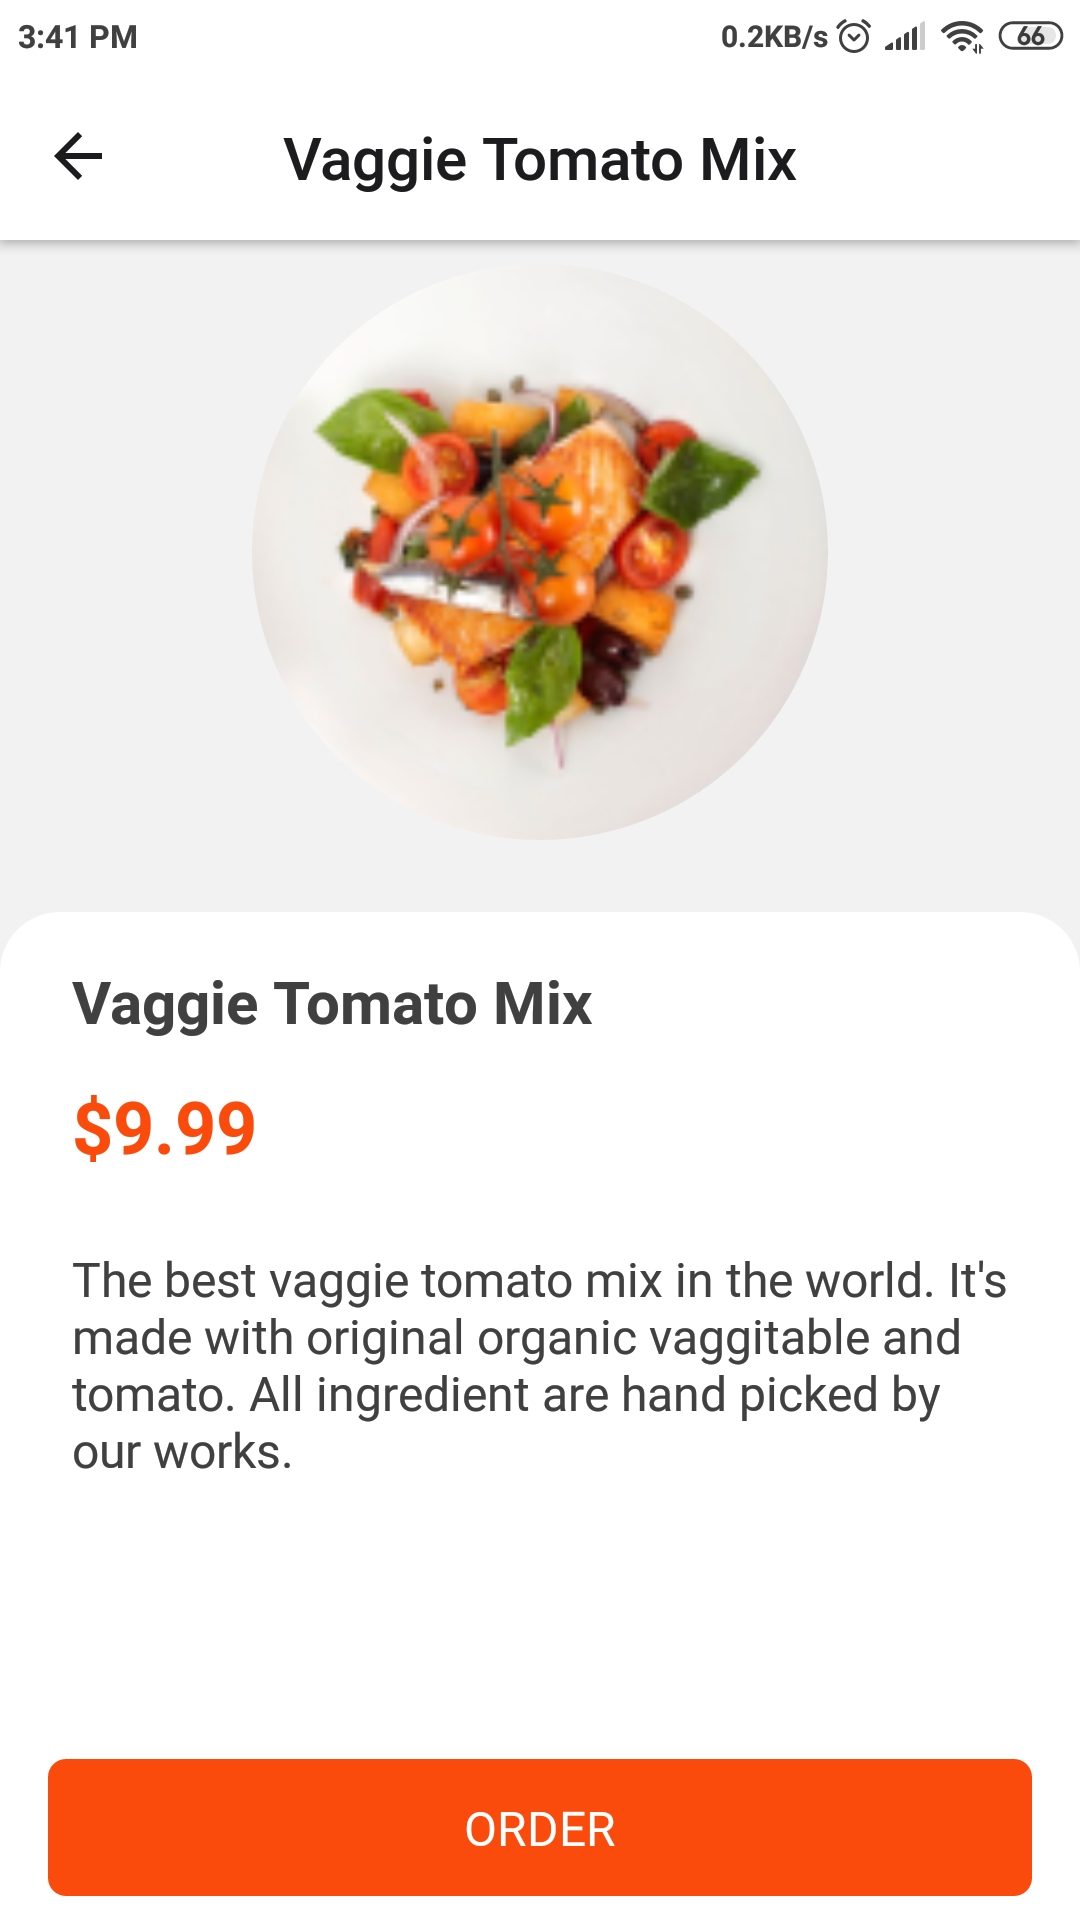 3:41 PM 0.2KB/s 66
Vaggie Tomato Mix
Vaggie Tomato Mix
$9.99
The best vaggie tomato mix in the world. It's
made with original organic vaggitable and
tomato. All ingredient are hand picked by
our works.
ORDER